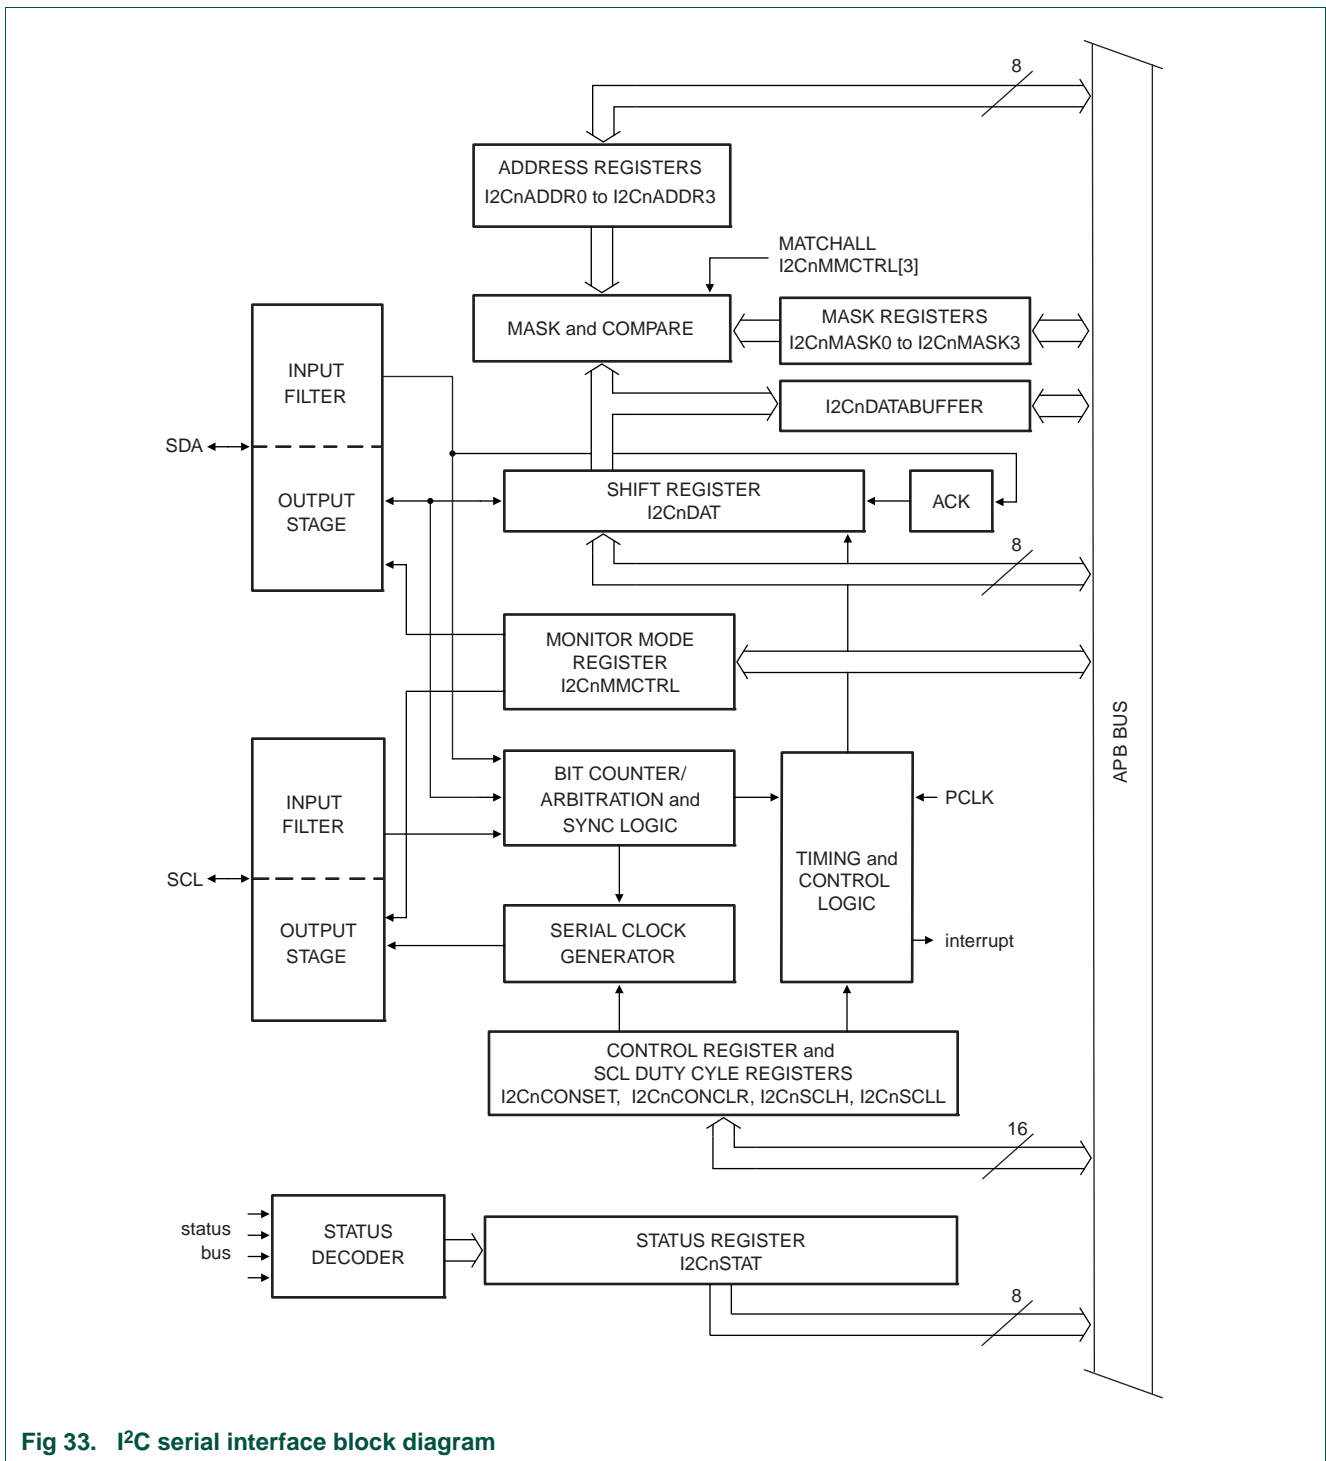 8
ADDRESS REGISTERS
I2CnADDR0 to I2CnADDR3
MATCHALL
I2CnMMCTRL[3]
MASK and COMPARE
MASK REGISTERS
I2CnMASK0 to I2CnMASK3
INPUT
FILTER
I2CnDATABUFFER
SDA
OUTPUT
STAGE
SHIFT REGISTER
I2CnDAT
ACK
8
MONITOR MODE
REGISTER
I2CnMMCTRL
APB BUS
BIT COUNTER/
ARBITRATION and
SYNC LOGIC
INPUT
FILTER
PCLK
TIMING and
CONTROL
LOGIC
SCL
OUTPUT
STAGE
SERIAL CLOCK
GENERATOR
interrupt
CONTROL REGISTER and
SCL DUTY CYLE REGISTERS
I2CnCONSET, I2CnCONCLR, I2CnSCLH, I2CnSCLL
16
status
bus
STATUS
DECODER
STATUS REGISTER
I2CnSTAT
8
Fig 33. I²C serial interface block diagram